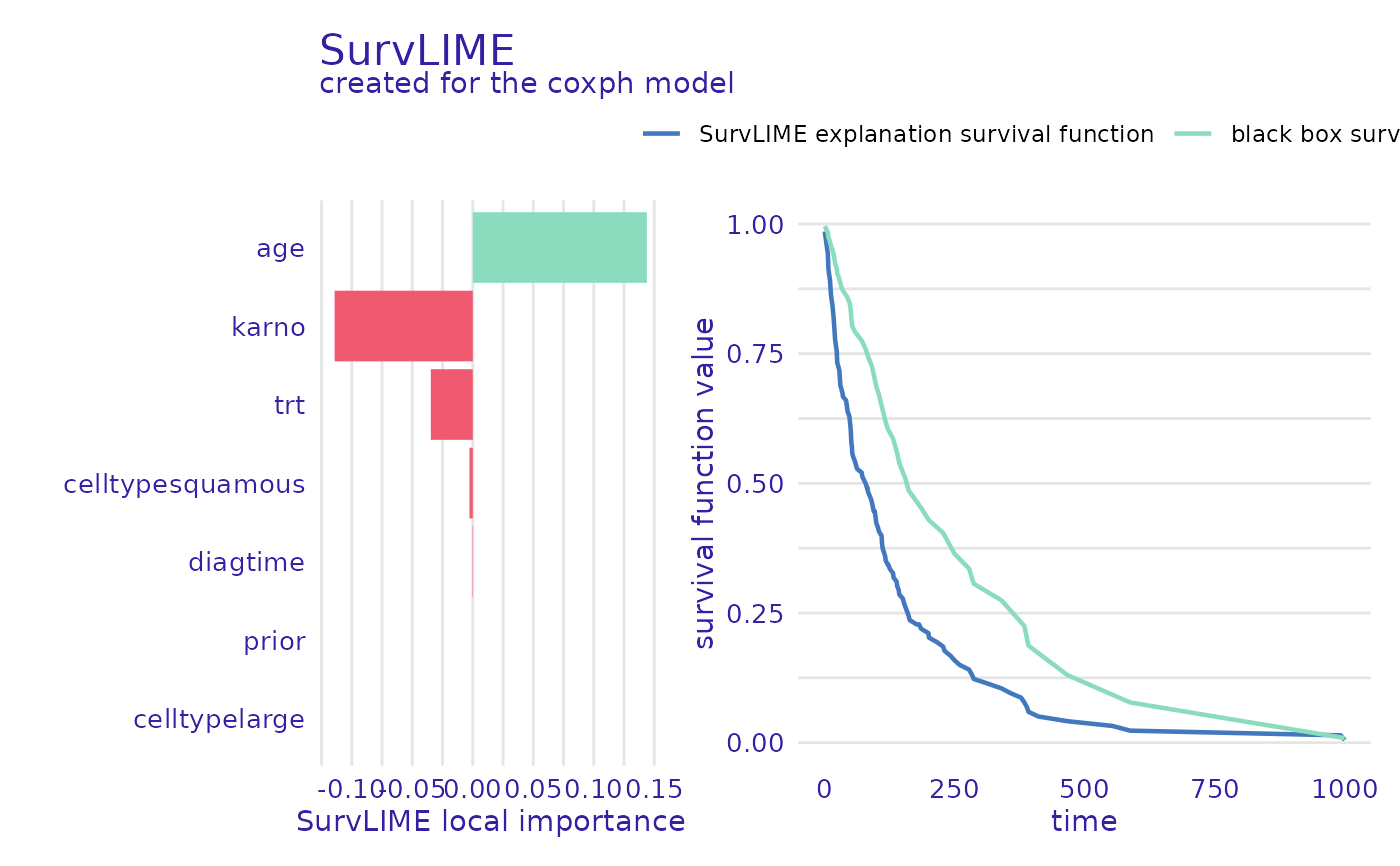 SurvLIME
created for the coxph model
SurvLIME explanation survival function
black box surv
age
karno
trt
celltypesquamous
diagtime
prior
celltypelarge
-0.10 -0.05 0.00 0.05 0.10 0.15
SurvLIME local importance
survival function value
1.00
0.75
0.50
0.25
0.00
0 250 500 750 1000
time